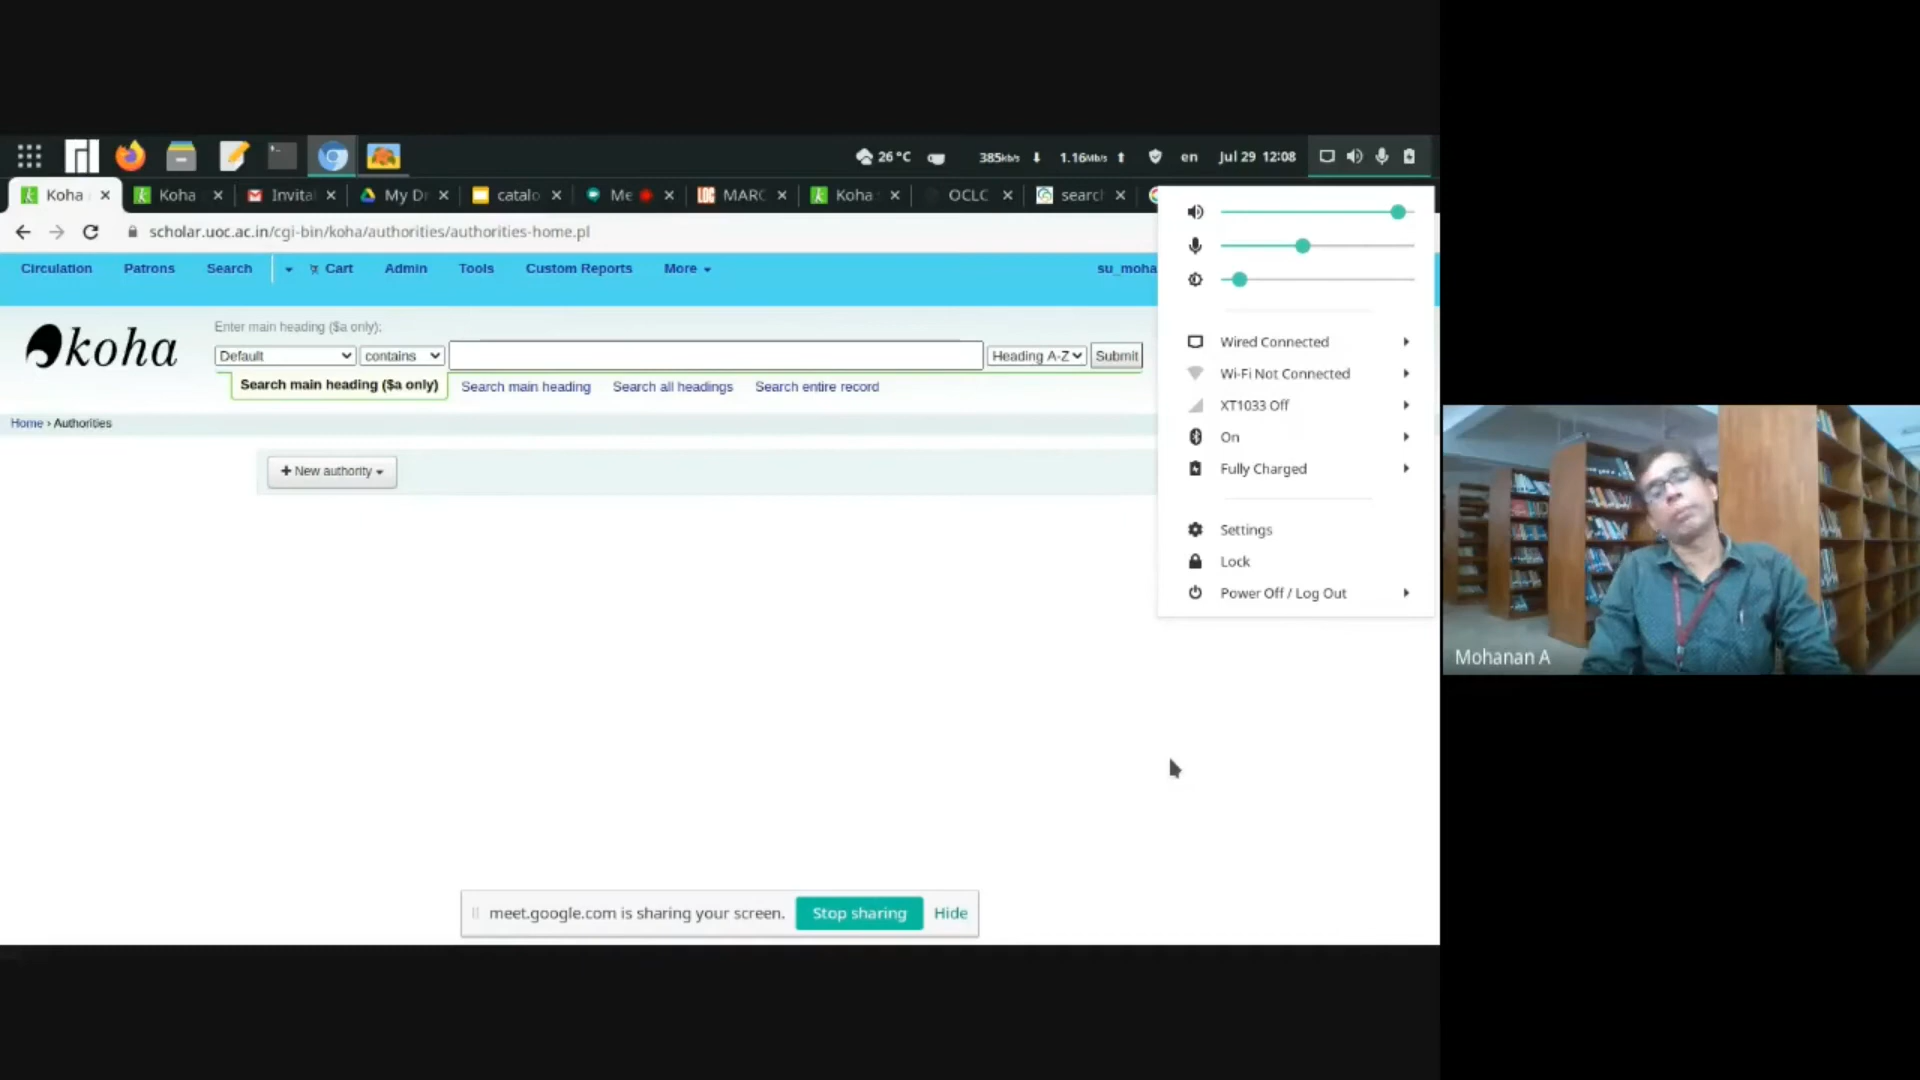 26 °C 385kb/s 1.16Mb/s en Jul 29 12:08
Koha Koha Invita My Dr catalo Me MARC Koha OCLC searc
scholar.uoc.ac.in/cgi-bin/koha/authorities/authorities-home.pl
Circulation Patrons Search Cart Admin Tools Custom Reports More su_moha
koha
Enter main heading ($a only):
Default contains Heading A-Z Submit
Search main heading ($a only) Search main heading Search all headings Search entire record
Home › Authorities
+ New authority
Wired Connected
Wi-Fi Not Connected
XT1033 Off
On
Fully Charged
Settings
Lock
Power Off / Log Out
meet.google.com is sharing your screen. Stop sharing Hide
Mohanan A